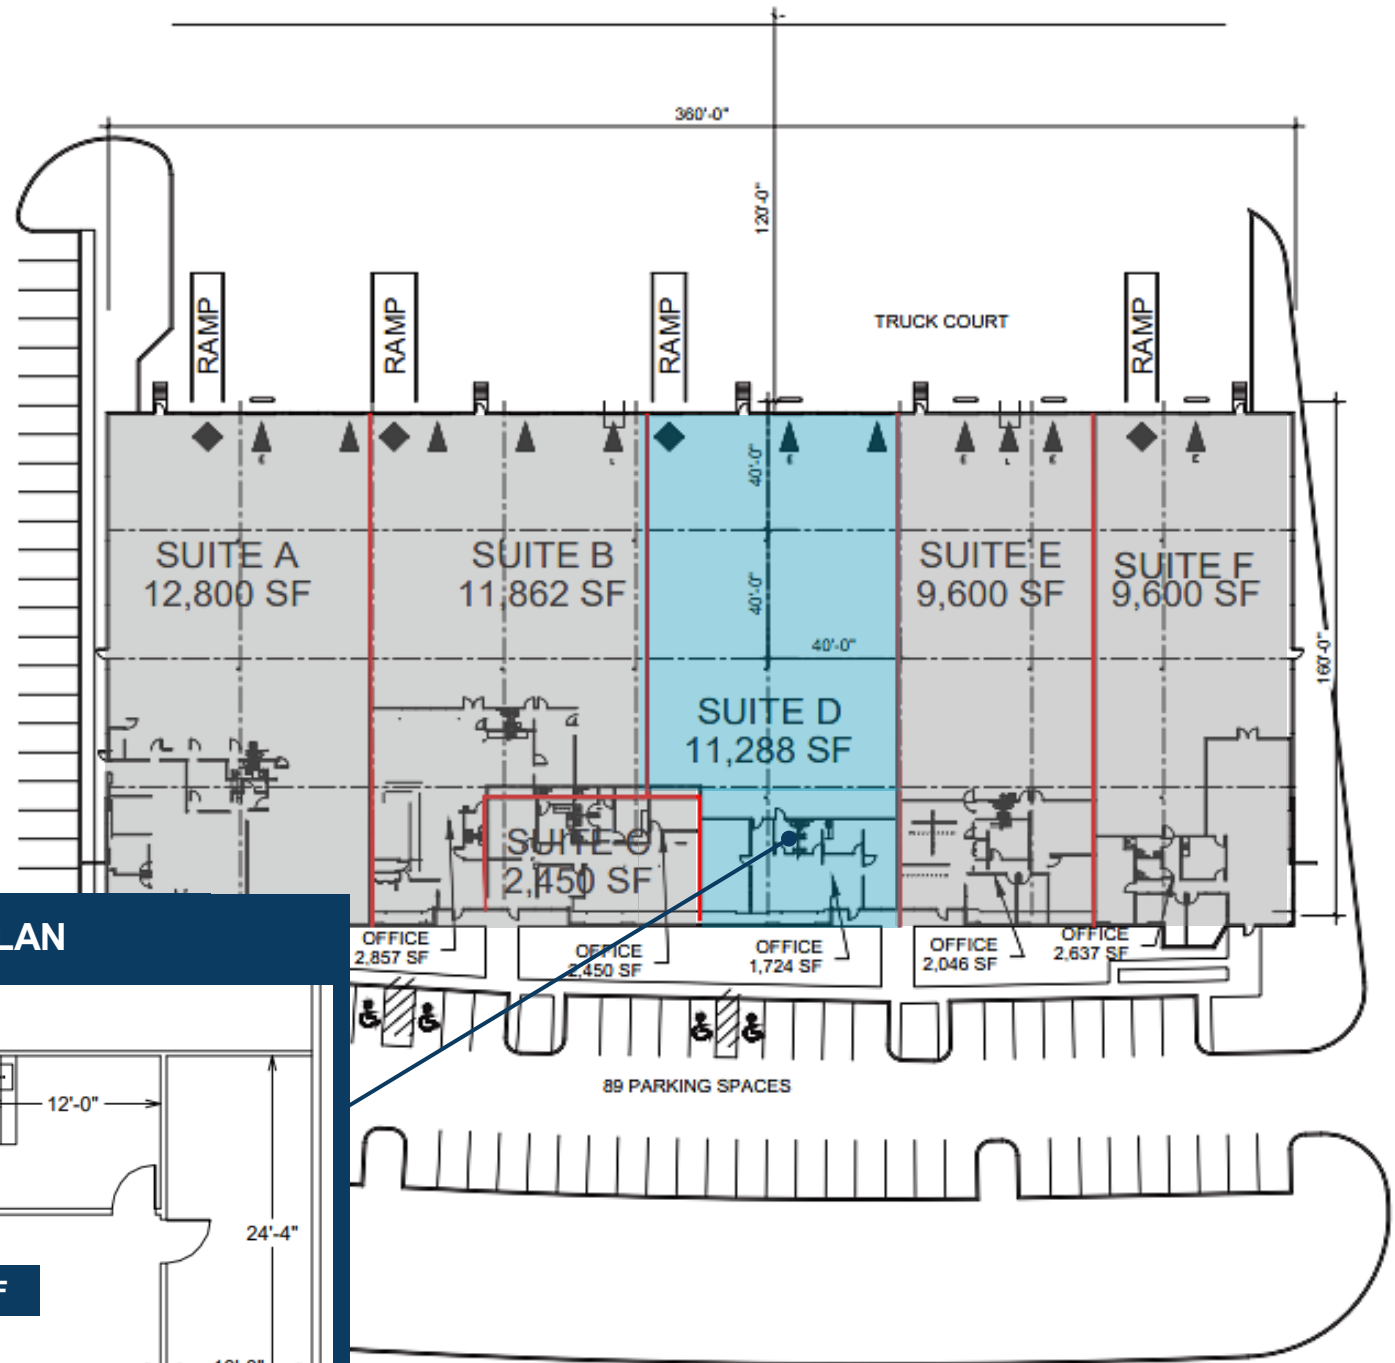 360'-0"
120'-0"
RAMP
RAMP
RAMP
RAMP
TRUCK COURT
E
L
E
E
L
E
E
40'-0"
40'-0"
40'-0"
160'-0"
SUITE A
12,800 SF
SUITE B
11,862 SF
SUITE E
9,600 SF
SUITE F
9,600 SF
SUITE D
11,288 SF
SUITE C
2,450 SF
OFFICE
2,857 SF
OFFICE
2,450 SF
OFFICE
1,724 SF
OFFICE
2,046 SF
OFFICE
2,637 SF
89 PARKING SPACES
LAN
12'-0"
24'-4"
F